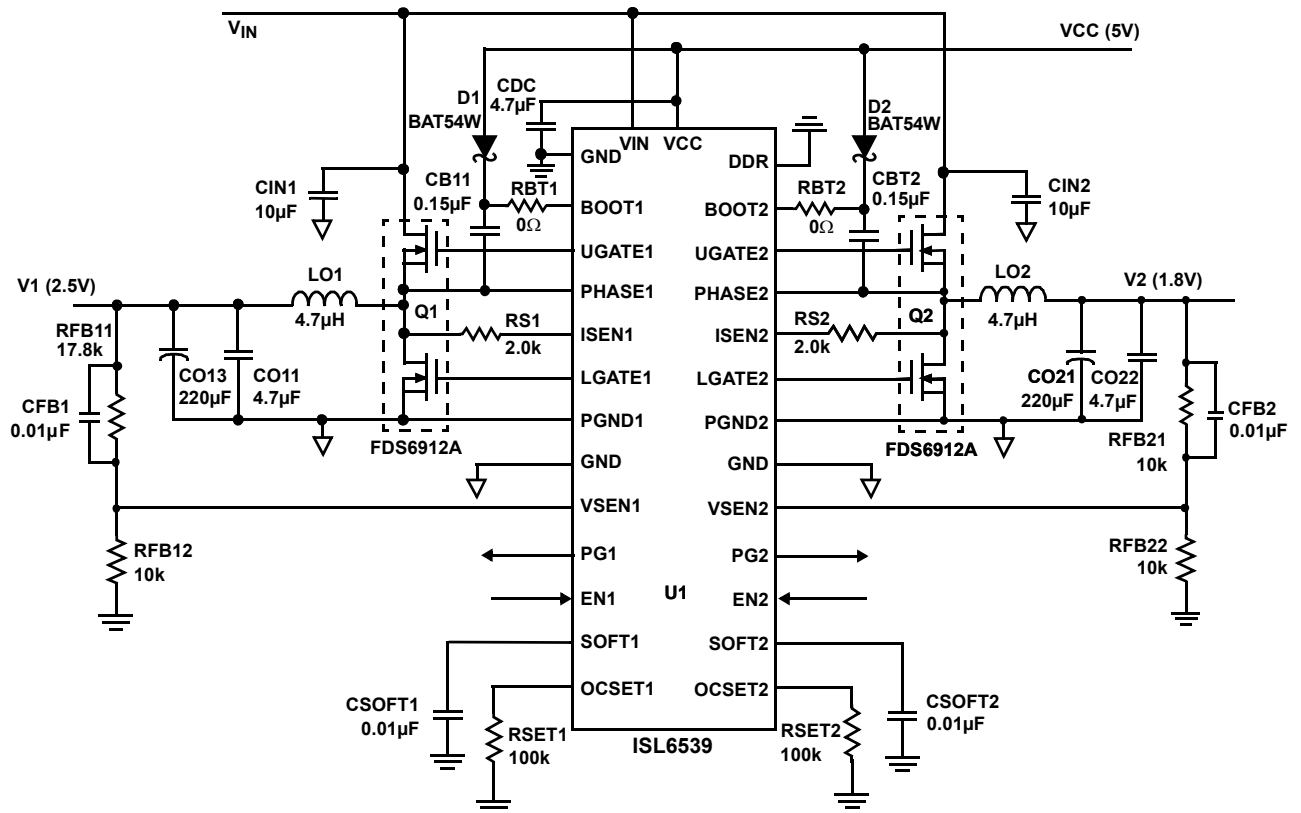 VIN
VCC (5V)
D1
BAT54W
CDC
4.7µF
D2
BAT54W
VIN
VCC
GND
DDR
CIN1
10µF
CB11
0.15µF
RBT1
0Ω
BOOT1
BOOT2
RBT2
0Ω
CBT2
0.15µF
CIN2
10µF
UGATE1
UGATE2
V1 (2.5V)
LO1
4.7µH
PHASE1
PHASE2
LO2
4.7µH
V2 (1.8V)
RFB11
17.8k
Q1
RS1
2.0k
ISEN1
ISEN2
RS2
2.0k
Q2
CO13
220µF
CO11
4.7µF
LGATE1
LGATE2
CO21
220µF
CO22
4.7µF
CFB1
0.01µF
CFB2
0.01µF
PGND1
PGND2
FDS6912A
FDS6912A
RFB21
10k
GND
GND
VSEN1
VSEN2
RFB12
10k
PG1
PG2
RFB22
10k
EN1
U1
EN2
SOFT1
SOFT2
OCSET1
OCSET2
CSOFT1
0.01µF
RSET1
100k
RSET2
100k
CSOFT2
0.01µF
ISL6539